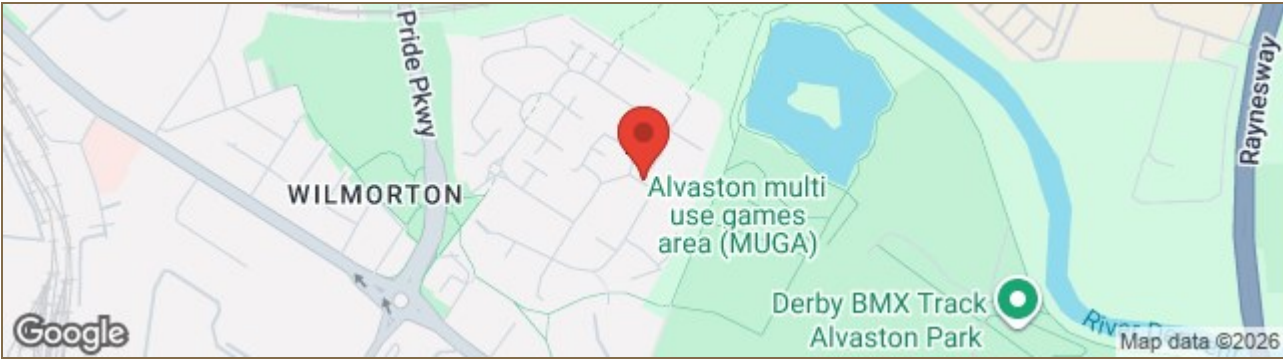 Pride Pkwy
Raynesway
WILMORTON
Alvaston multi
use games
area (MUGA)
Derby BMX Track
Alvaston Park
River
Google
Map data ©2026